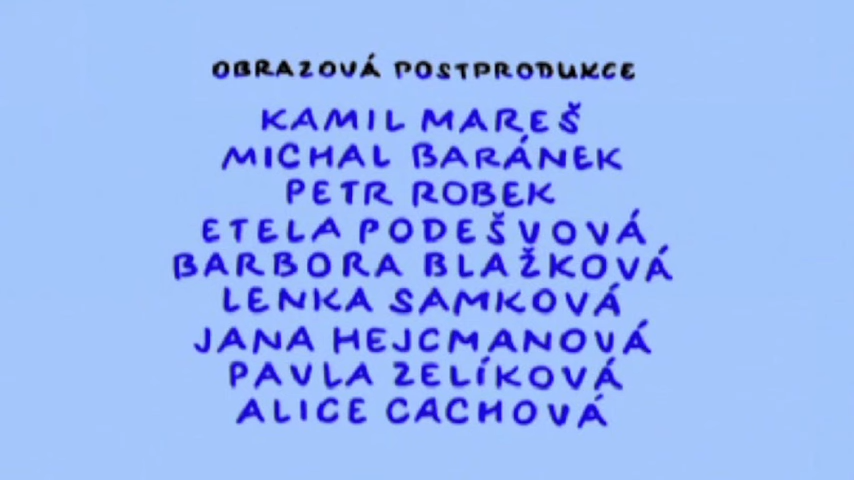 OBRAZOVÁ POSTPRODUKCE
KAMIL MAREŠ
MICHAL BARÁNEK
PETR ROBEK
ETELA PODEŠVOVÁ
BARBORA BLAŽKOVÁ
LENKA SAMKOVÁ
JANA HEJCMANOVÁ
PAVLA ZELÍKOVÁ
ALICE CACHOVÁ